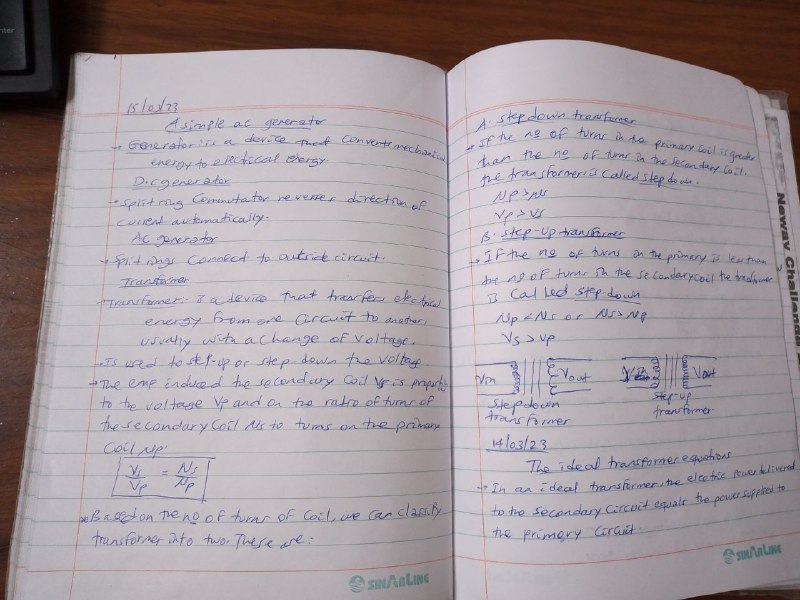 15/03/23
A simple ac generator
→ Generator is a device that converts mechanical
energy to electrical energy.
D.c generator
→ Split ring Commutator reverses direction of
current automatically.
Ac generator
→ Split rings Connect to outside circuit.
Transformer
→ Transformer: is a device that transfers electrical
energy from one circuit to another
usually with a change of voltage.
→ Is used to step-up or step-down the voltage
→ The emf induced the secondary Coil Vs is proportional
to the voltage Vp and on the ratio of turns of
the secondary Coil Ns to turns on the primary
Coil Np.
Vs/Vp = Ns/Np
→ Based on the no of turns of Coil, we can classify
transformer into two. These are:
SINARLINE
A. Step down transformer
→ If the no of turns in the primary Coil is greater
than the no of turns in the secondary Coil.
the transformer is called step down.
Np > Ns
Vp > Vs
B. Step-Up transformer
→ If the no of turns in the primary is less than
the no of turns in the secondary coil the transformer
is Called step down
Np < Ns or Ns > Np
Vs > Vp
Vin Vout Vin Vout
Step down
transformer
Step-up
transformer
14/03/23
The ideal transformer equations
→ In an ideal transformer, the electric power delivered
to the Secondary Circuit equals the power supplied to
the primary Circuit.
SINARLINE